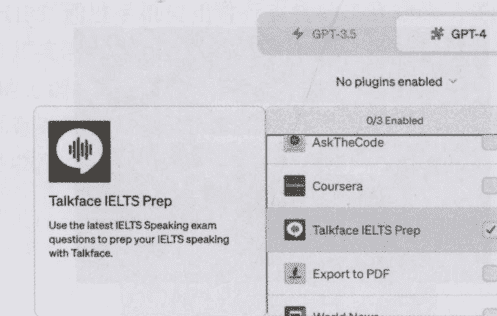 GPT-3.5
GPT-4
No plugins enabled
0/3 Enabled
AskTheCode
Coursera
Talkface IELTS Prep
Export to PDF
World News
Talkface IELTS Prep
Use the latest IELTS Speaking exam
questions to prep your IELTS speaking
with Talkface.